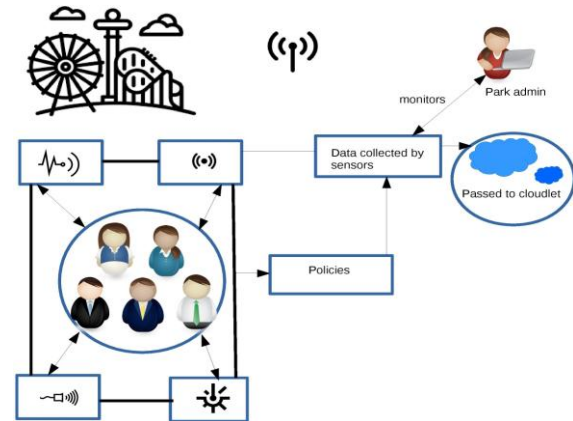 monitors
Park admin
Data collected by
sensors
Passed to cloudlet
Policies